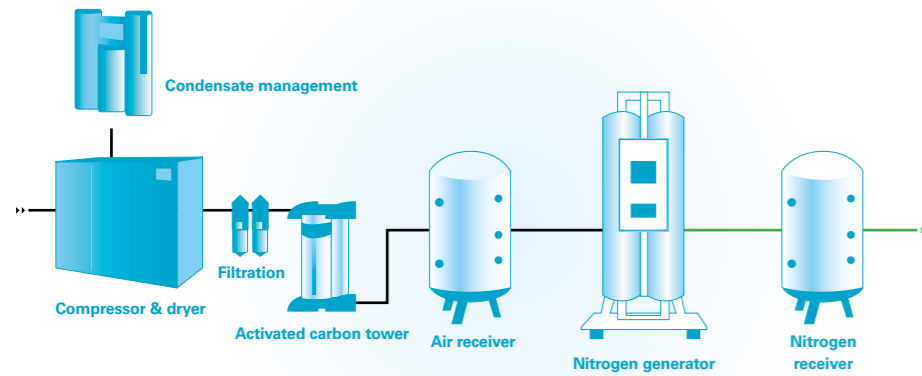 Condensate management
Filtration
Compressor & dryer
Activated carbon tower
Air receiver
Nitrogen generator
Nitrogen
receiver